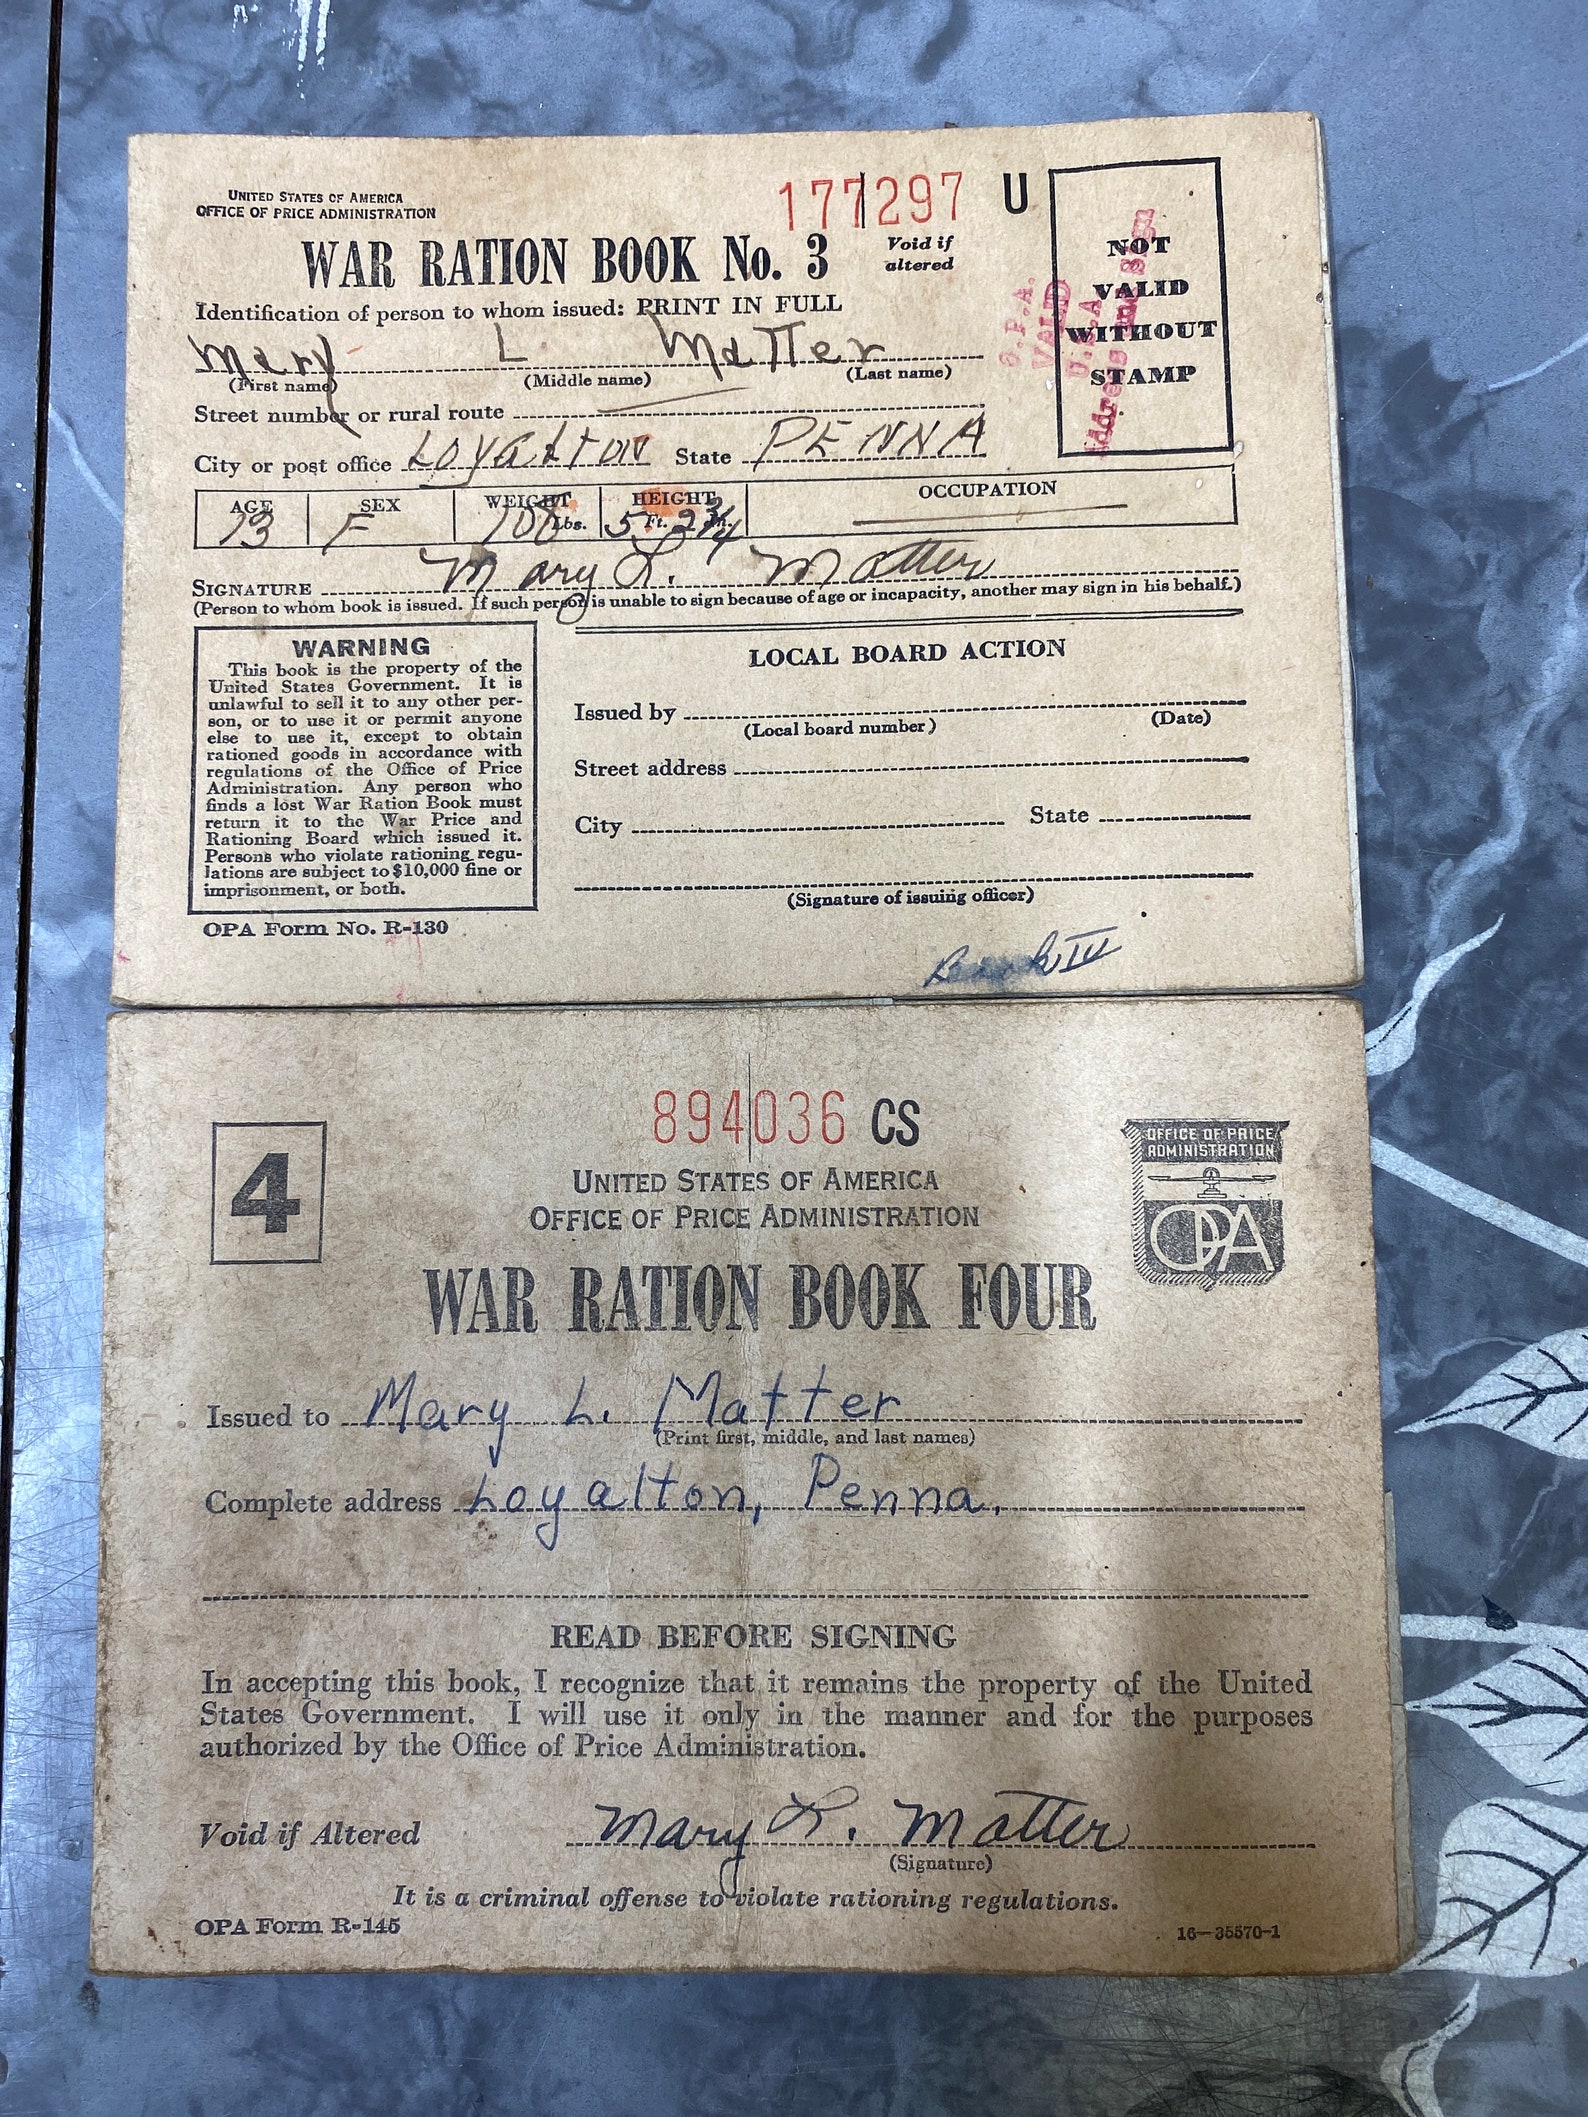 UNITED STATES OF AMERICA
OFFICE OF PRICE ADMINISTRATION
177297 U
WAR RATION BOOK No. 3
Void if
altered
NOT
VALID
WITHOUT
STAMP
VALID
Identification of person to whom issued: PRINT IN FULL
Mary L Matter
(First name) (Middle name) (Last name)
Street number or rural route
City or post office Loyalton State PENNA
AGE SEX WEIGHT HEIGHT OCCUPATION
13 F 108 Lbs. 5 Ft. 2 3/4 In.
SIGNATURE Mary L. Matter
(Person to whom book is issued. If such person is unable to sign because of age or incapacity, another may sign in his behalf.)
WARNING
This book is the property of the
United States Government. It is
unlawful to sell it to any other per-
son, or to use it or permit anyone
else to use it, except to obtain
rationed goods in accordance with
regulations of the Office of Price
Administration. Any person who
finds a lost War Ration Book must
return it to the War Price and
Rationing Board which issued it.
Persons who violate rationing regu-
lations are subject to $10,000 fine or
imprisonment, or both.
OPA Form No. R-130
LOCAL BOARD ACTION
Issued by
(Local board number) (Date)
Street address
City State
(Signature of issuing officer)
Book IV
4
894036 CS
UNITED STATES OF AMERICA
OFFICE OF PRICE ADMINISTRATION
OFFICE OF PRICE
ADMINISTRATION
OPA
WAR RATION BOOK FOUR
Issued to Mary L. Matter
(Print first, middle, and last names)
Complete address Loyalton, Penna.
READ BEFORE SIGNING
In accepting this book, I recognize that it remains the property of the United
States Government. I will use it only in the manner and for the purposes
authorized by the Office of Price Administration.
Void if Altered Mary L. Matter
(Signature)
It is a criminal offense to violate rationing regulations.
OPA Form R-145
16—35570-1